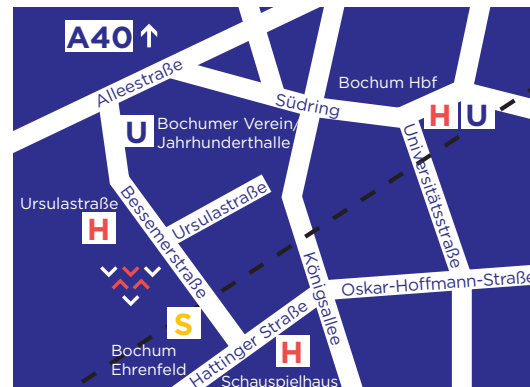 A40 ↑
Alleestraße
Südring
Bochum Hbf
H U
U
Bochumer Verein/
Jahrhunderthalle
Universitätsstraße
Ursulastraße
H
Bessemerstraße
Ursulastraße
Königsallee
Oskar-Hoffmann-Straße
S
Bochum
Ehrenfeld
Hattinger Straße
H
Schauspielhaus